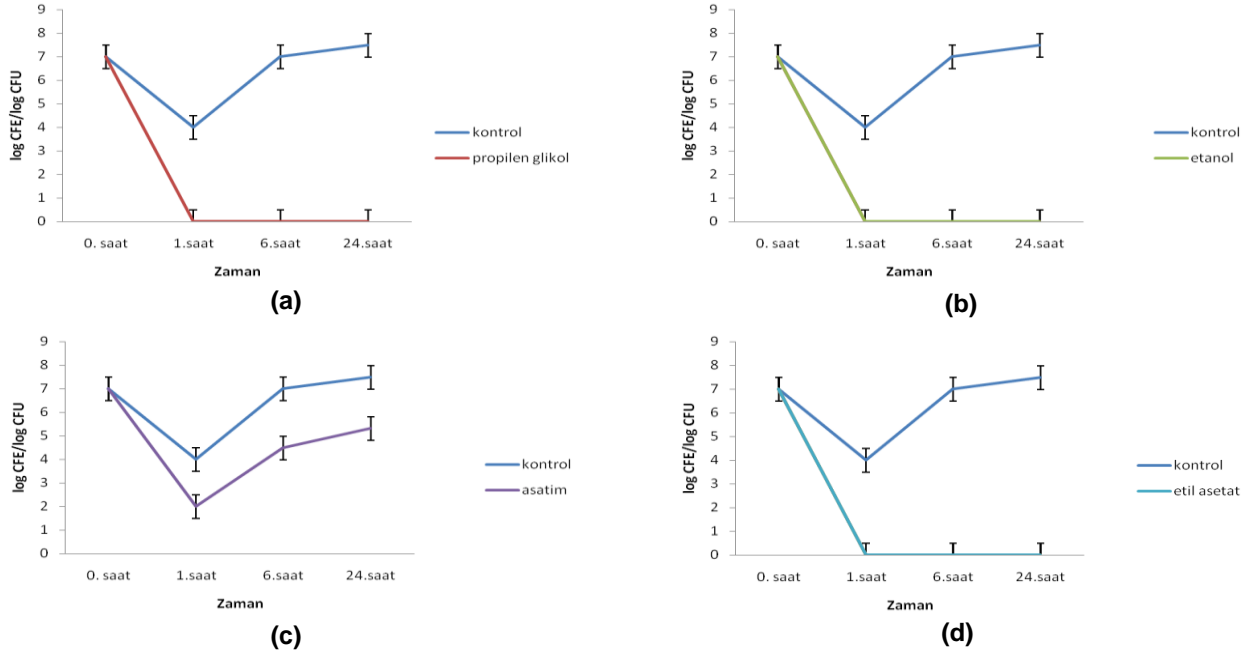 9
8
7
6
5
4
3
2
1
0
log CFE/log CFU
0. saat 1.saat 6.saat 24.saat
Zaman
kontrol
propilen glikol
(a)
9
8
7
6
5
4
3
2
1
0
log CFE/log CFU
0. saat 1.saat 6.saat 24.saat
Zaman
kontrol
etanol
(b)
9
8
7
6
5
4
3
2
1
0
log CFE/log CFU
0. saat 1.saat 6.saat 24.saat
Zaman
kontrol
asatim
(c)
9
8
7
6
5
4
3
2
1
0
log CFE/log CFU
0. saat 1.saat 6.saat 24.saat
Zaman
kontrol
etil asetat
(d)